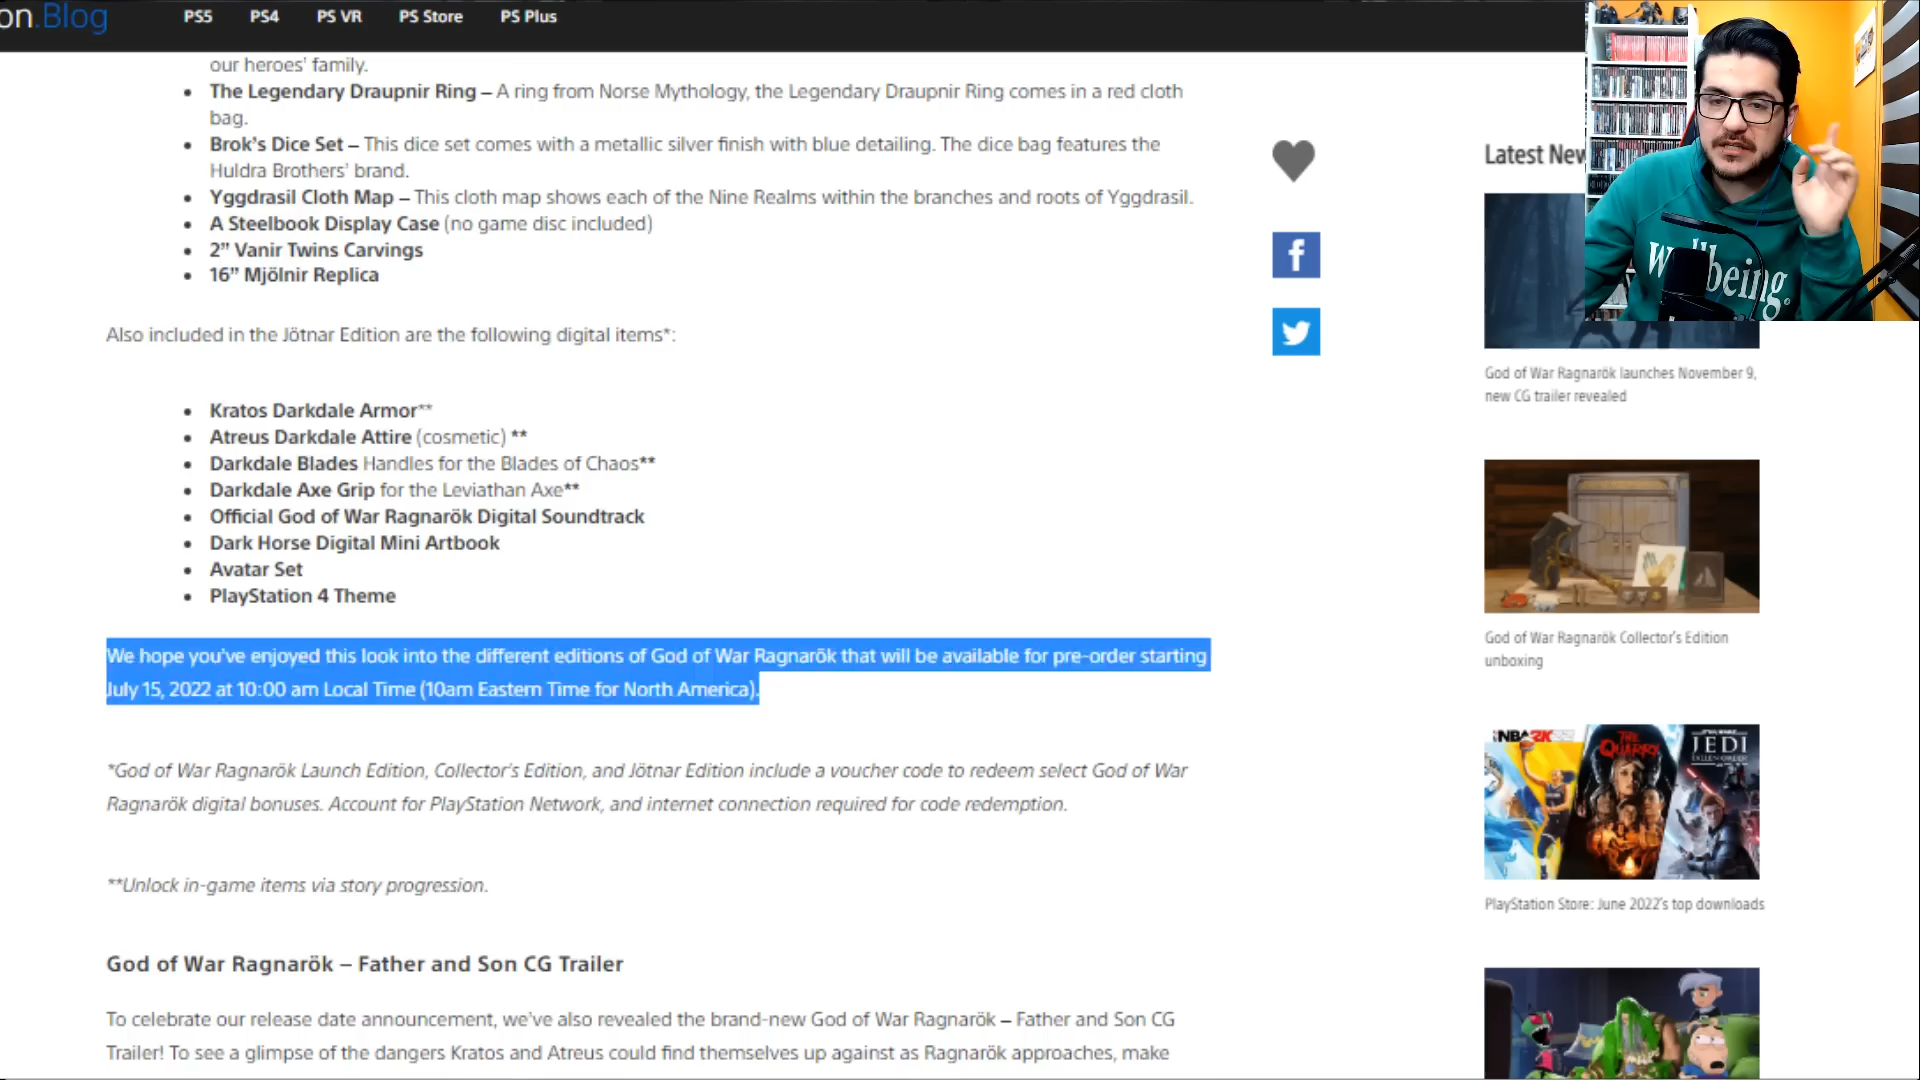 on.Blog
PS5 PS4 PS VR PS Store PS Plus
our heroes' family.
• The Legendary Draupnir Ring – A ring from Norse Mythology, the Legendary Draupnir Ring comes in a red cloth
bag.
• Brok's Dice Set – This dice set comes with a metallic silver finish with blue detailing. The dice bag features the
Huldra Brothers' brand.
• Yggdrasil Cloth Map – This cloth map shows each of the Nine Realms within the branches and roots of Yggdrasil.
• A Steelbook Display Case (no game disc included)
• 2” Vanir Twins Carvings
• 16” Mjölnir Replica
Also included in the Jötnar Edition are the following digital items*:
• Kratos Darkdale Armor**
• Atreus Darkdale Attire (cosmetic) **
• Darkdale Blades Handles for the Blades of Chaos**
• Darkdale Axe Grip for the Leviathan Axe**
• Official God of War Ragnarök Digital Soundtrack
• Dark Horse Digital Mini Artbook
• Avatar Set
• PlayStation 4 Theme
We hope you've enjoyed this look into the different editions of God of War Ragnarök that will be available for pre-order starting
July 15, 2022 at 10:00 am Local Time (10am Eastern Time for North America).
*God of War Ragnarök Launch Edition, Collector's Edition, and Jötnar Edition include a voucher code to redeem select God of War
Ragnarök digital bonuses. Account for PlayStation Network, and internet connection required for code redemption.
**Unlock in-game items via story progression.
God of War Ragnarök – Father and Son CG Trailer
To celebrate our release date announcement, we've also revealed the brand-new God of War Ragnarök – Father and Son CG
Trailer! To see a glimpse of the dangers Kratos and Atreus could find themselves up against as Ragnarök approaches, make
Latest New
God of War Ragnarök launches November 9,
new CG trailer revealed
God of War Ragnarök Collector's Edition
unboxing
NBA 2K
THE QUARRY
JEDI
FALLEN ORDER
PlayStation Store: June 2022's top downloads